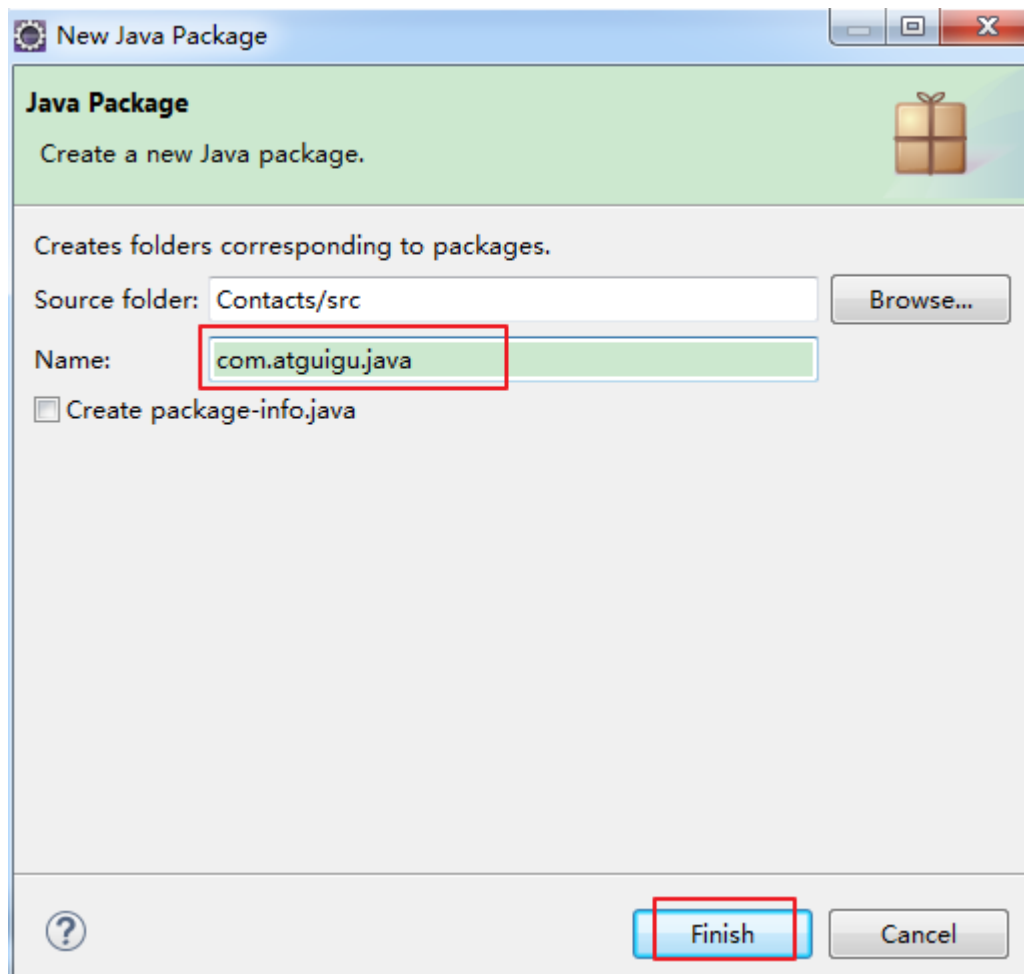 New Java Package
Java Package
Create a new Java package.
Creates folders corresponding to packages.
Source folder: Contacts/src Browse...
Name: com.atguigu.java
Create package-info.java
? Finish Cancel